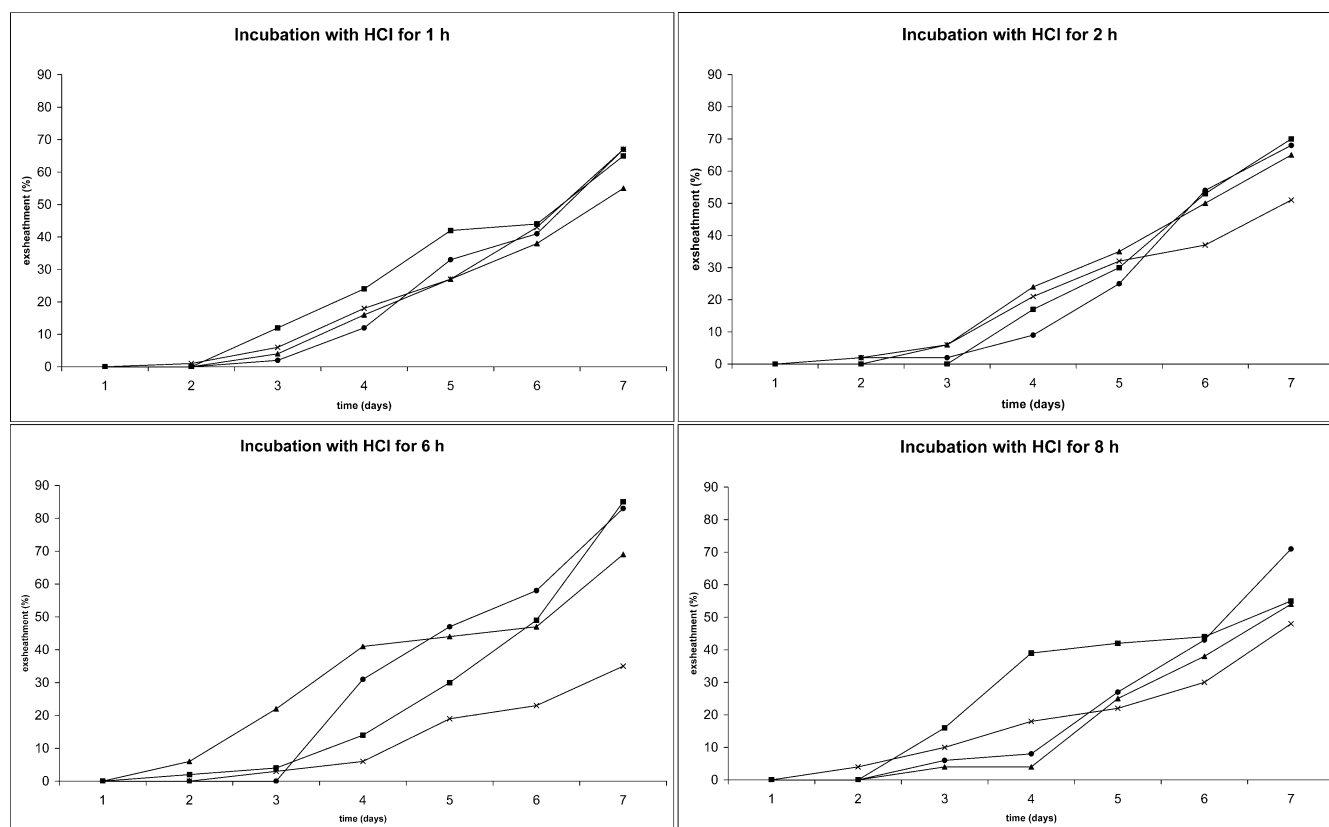 Incubation with HCl for 1 h
90
80
70
60
50
40
30
20
10
0
exsheathment (%)
1 2 3 4 5 6 7
time (days)
Incubation with HCl for 2 h
90
80
70
60
50
40
30
20
10
0
exsheathment (%)
1 2 3 4 5 6 7
time (days)
Incubation with HCl for 6 h
90
80
70
60
50
40
30
20
10
0
exsheathment (%)
1 2 3 4 5 6 7
time (days)
Incubation with HCl for 8 h
90
80
70
60
50
40
30
20
10
0
exsheathment (%)
1 2 3 4 5 6 7
time (days)